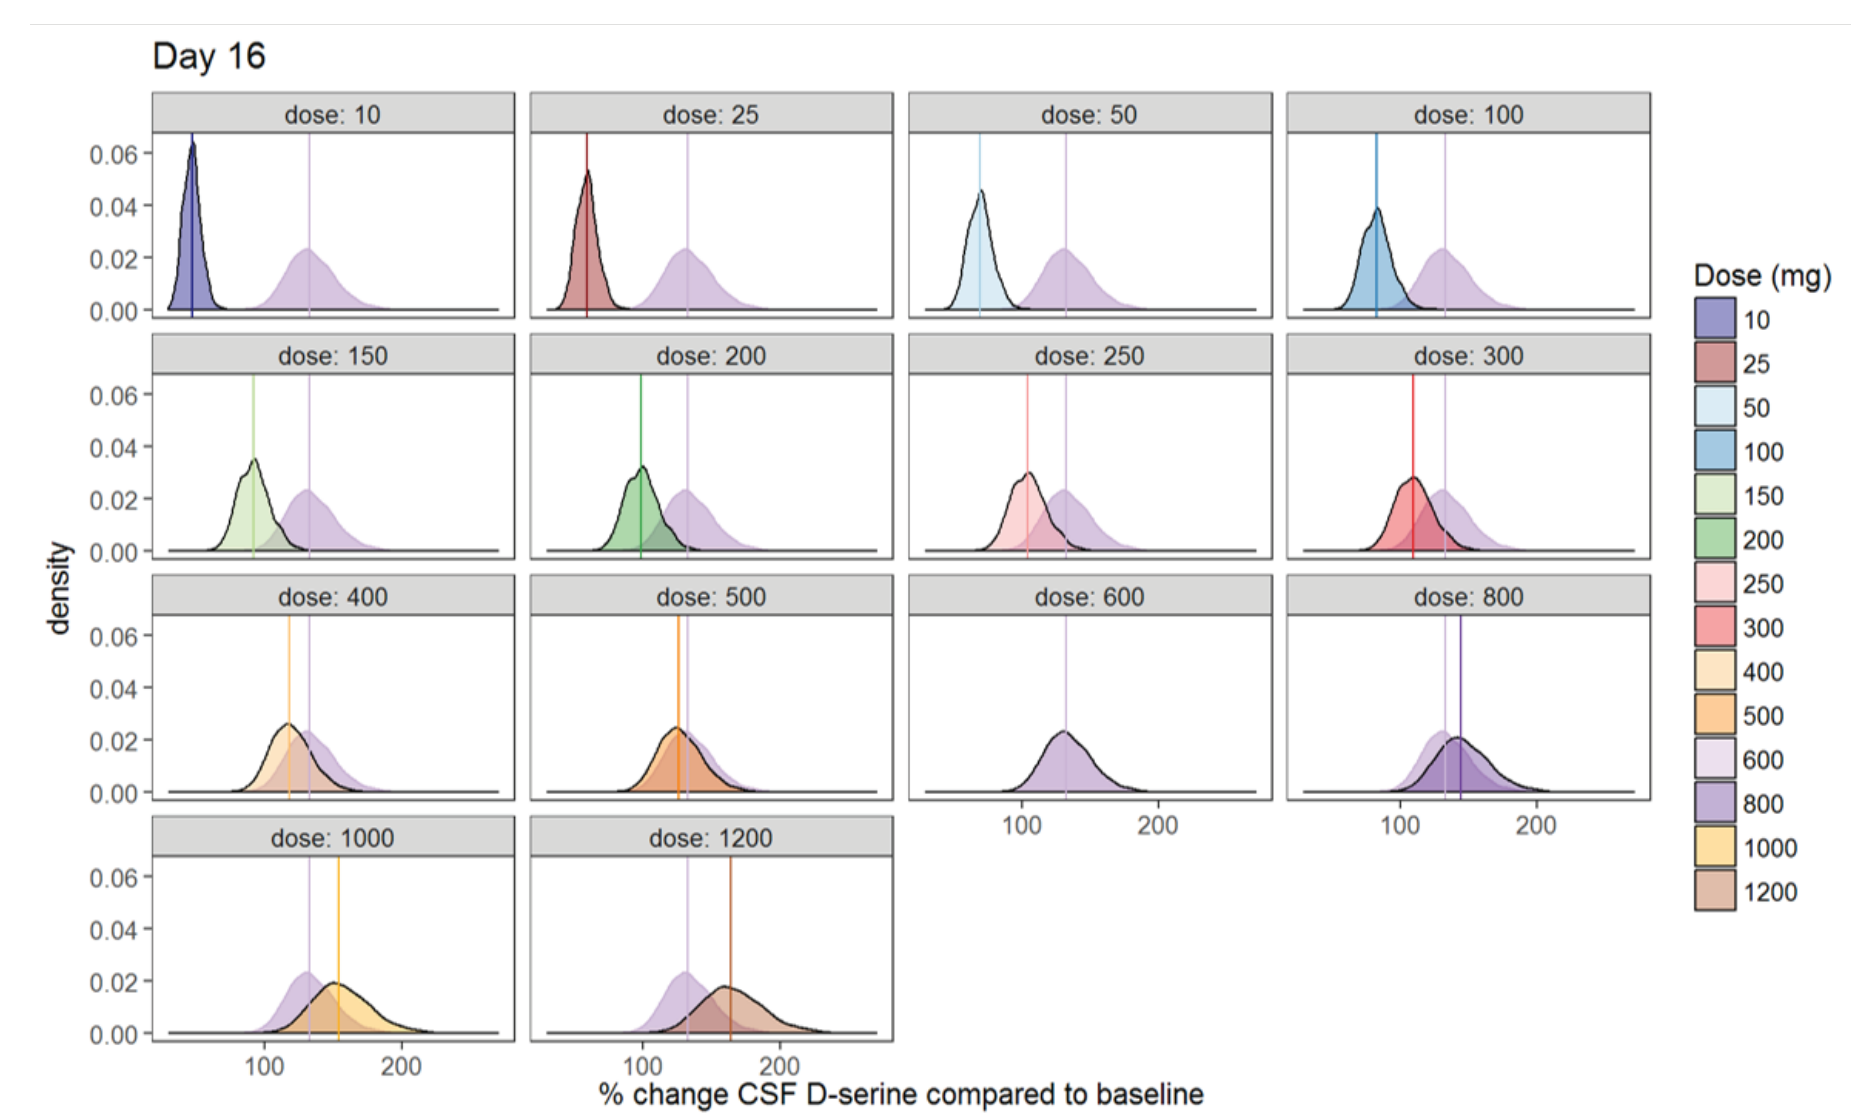 Day 16
dose: 10
dose: 25
dose: 50
dose: 100
0.06
0.04
0.02
0.00
dose: 150
dose: 200
dose: 250
dose: 300
0.06
0.04
0.02
0.00
dose: 400
dose: 500
dose: 600
dose: 800
0.06
0.04
0.02
0.00
100 200
100 200
dose: 1000
dose: 1200
0.06
0.04
0.02
0.00
100 200
100 200
density
% change CSF D-serine compared to baseline
Dose (mg)
10
25
50
100
150
200
250
300
400
500
600
800
1000
1200